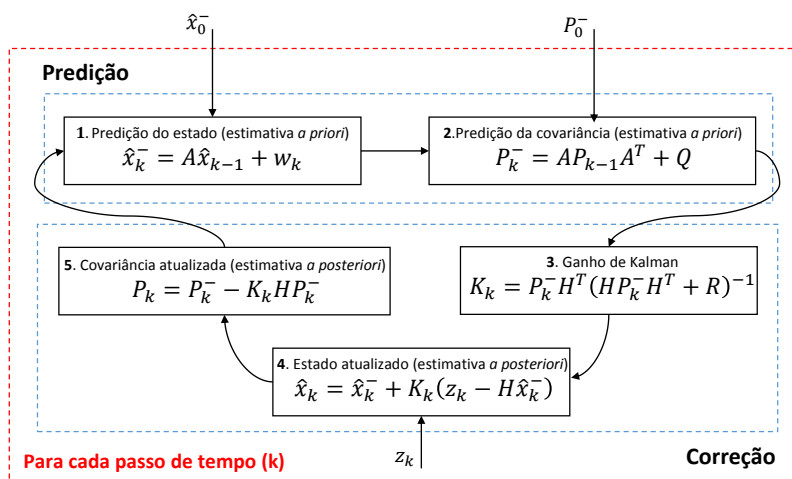 x̂₀⁻
P₀⁻
Predição
1. Predição do estado (estimativa a priori)
x̂ₖ⁻ = Ax̂ₖ₋₁ + wₖ
2.Predição da covariância (estimativa a priori)
Pₖ⁻ = APₖ₋₁Aᵀ + Q
5. Covariância atualizada (estimativa a posteriori)
Pₖ = Pₖ⁻ − KₖHPₖ⁻
3. Ganho de Kalman
Kₖ = Pₖ⁻Hᵀ(HPₖ⁻Hᵀ + R)⁻¹
4. Estado atualizado (estimativa a posteriori)
x̂ₖ = x̂ₖ⁻ + Kₖ(zₖ − Hx̂ₖ⁻)
Para cada passo de tempo (k)
zₖ
Correção